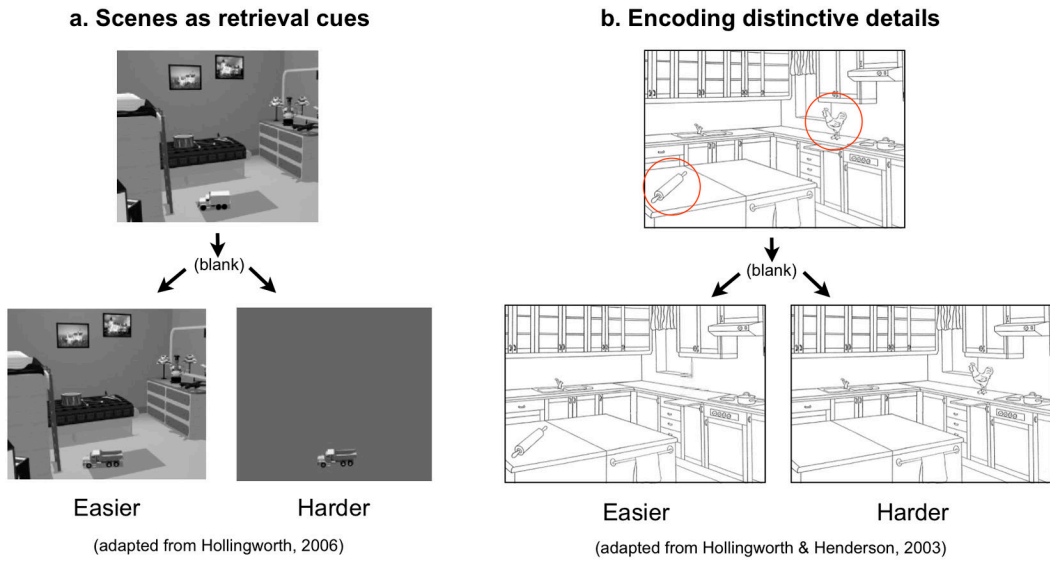 a. Scenes as retrieval cues
(blank)
Easier
Harder
(adapted from Hollingworth, 2006)
b. Encoding distinctive details
(blank)
Easier
Harder
(adapted from Hollingworth & Henderson, 2003)